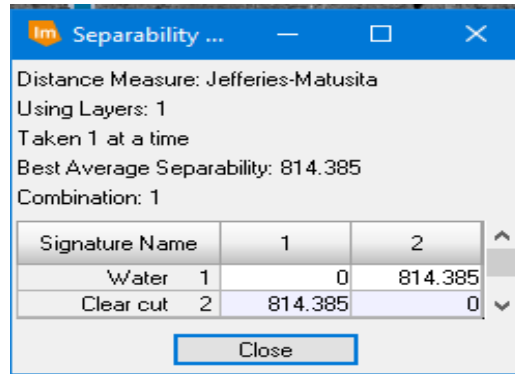 Im Separability ...
Distance Measure: Jefferies-Matusita
Using Layers: 1
Taken 1 at a time
Best Average Separability: 814.385
Combination: 1
Signature Name 1 2
Water 1 0 814.385
Clear cut 2 814.385 0
Close